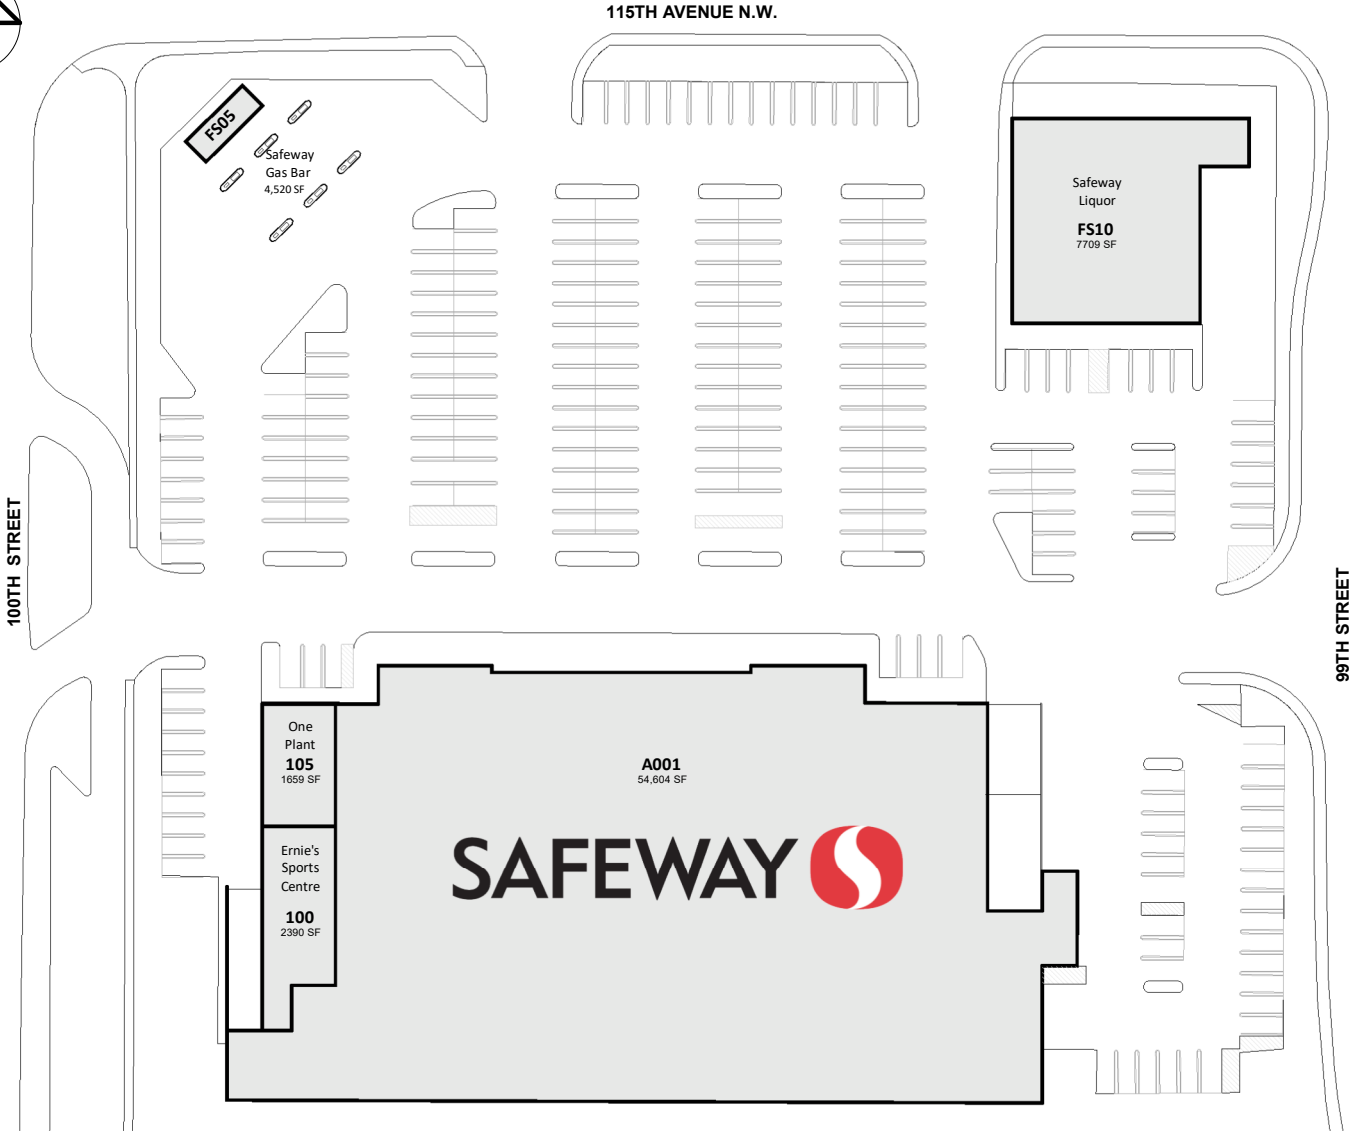 115TH AVENUE N.W.
FS05
Safeway
Gas Bar
4,520 SF
Safeway
Liquor
FS10
7709 SF
100TH STREET
99TH STREET
One
Plant
105
1659 SF
A001
54,604 SF
SAFEWAY
Ernie's
Sports
Centre
100
2390 SF